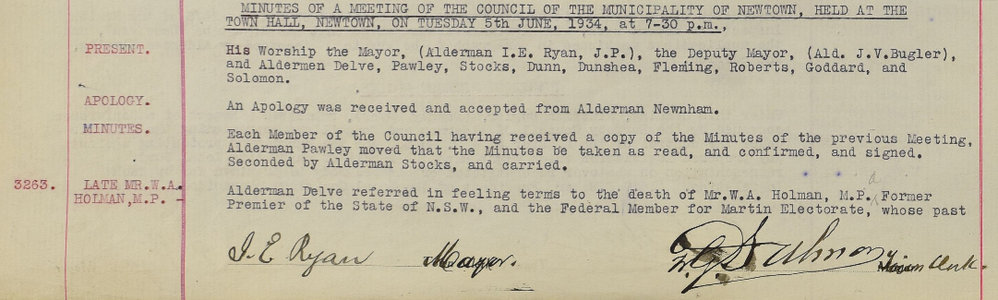 MINUTES OF A MEETING OF THE COUNCIL OF THE MUNICIPALITY OF NEWTOWN, HELD AT THE
TOWN HALL, NEWTOWN, ON TUESDAY 5th JUNE, 1934, at 7-30 p.m.,
PRESENT. His Worship the Mayor, (Alderman I.E. Ryan, J.P.), the Deputy Mayor, (Ald. J.V.Bugler),
and Aldermen Delve, Pawley, Stocks, Dunn, Dunshea, Fleming, Roberts, Goddard, and
Solomon.
APOLOGY. An Apology was received and accepted from Alderman Newnham.
MINUTES. Each Member of the Council having received a copy of the Minutes of the previous Meeting,
Alderman Pawley moved that the Minutes be taken as read, and confirmed, and signed.
Seconded by Alderman Stocks, and carried.
3263. LATE MR.W.A. Alderman Delve referred in feeling terms to the death of Mr.W.A. Holman, M.P. a Former
HOLMAN,M.P. - Premier of the State of N.S.W., and the Federal Member for Martin Electorate, whose past
I. E Ryan Mayor. Clerk.